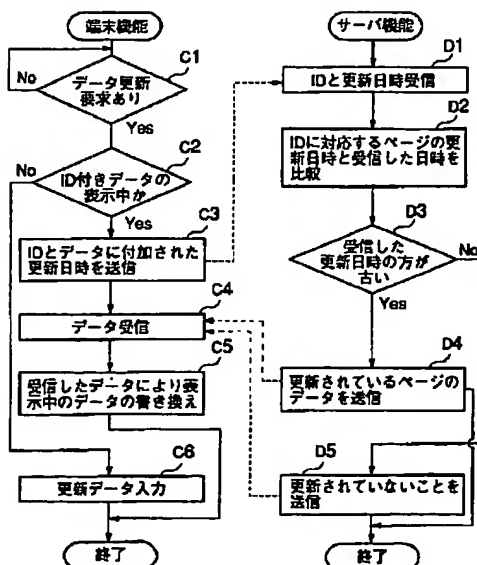 端末機能
C1
No
データ更新
要求あり
Yes
C2
No
ID付きデータの
表示中か
Yes
C3
IDとデータに付加された
更新日時を送信
C4
データ受信
C5
受信したデータにより表
示中のデータの書き換え
C6
更新データ入力
終了
サーバ機能
D1
IDと更新日時受信
D2
IDに対応するページの更
新日時と受信した日時を
比較
D3
受信した
更新日時の方が
古い
No
Yes
D4
更新されているページの
データを送信
D5
更新されていないことを
送信
終了